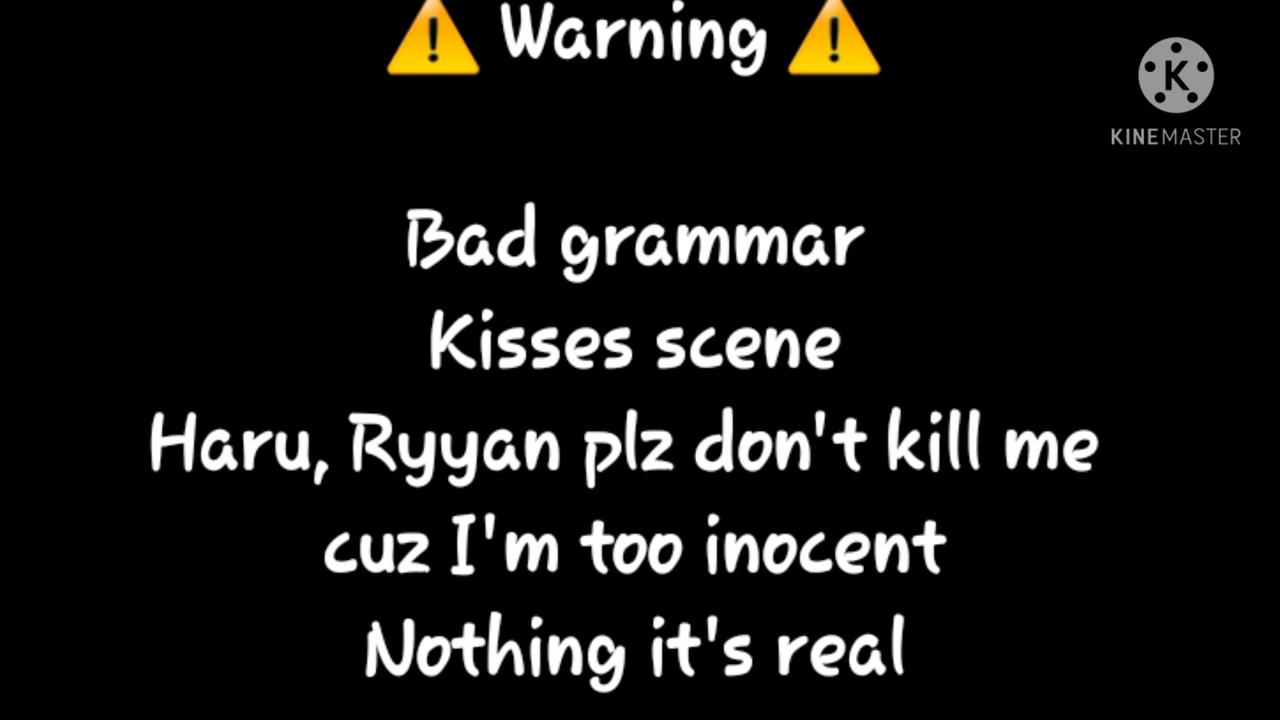 ⚠️ Warning ⚠️
K
KINEMASTER
Bad grammar
Kisses scene
Haru, Ryyan plz don't kill me
cuz I'm too inocent
Nothing it's real